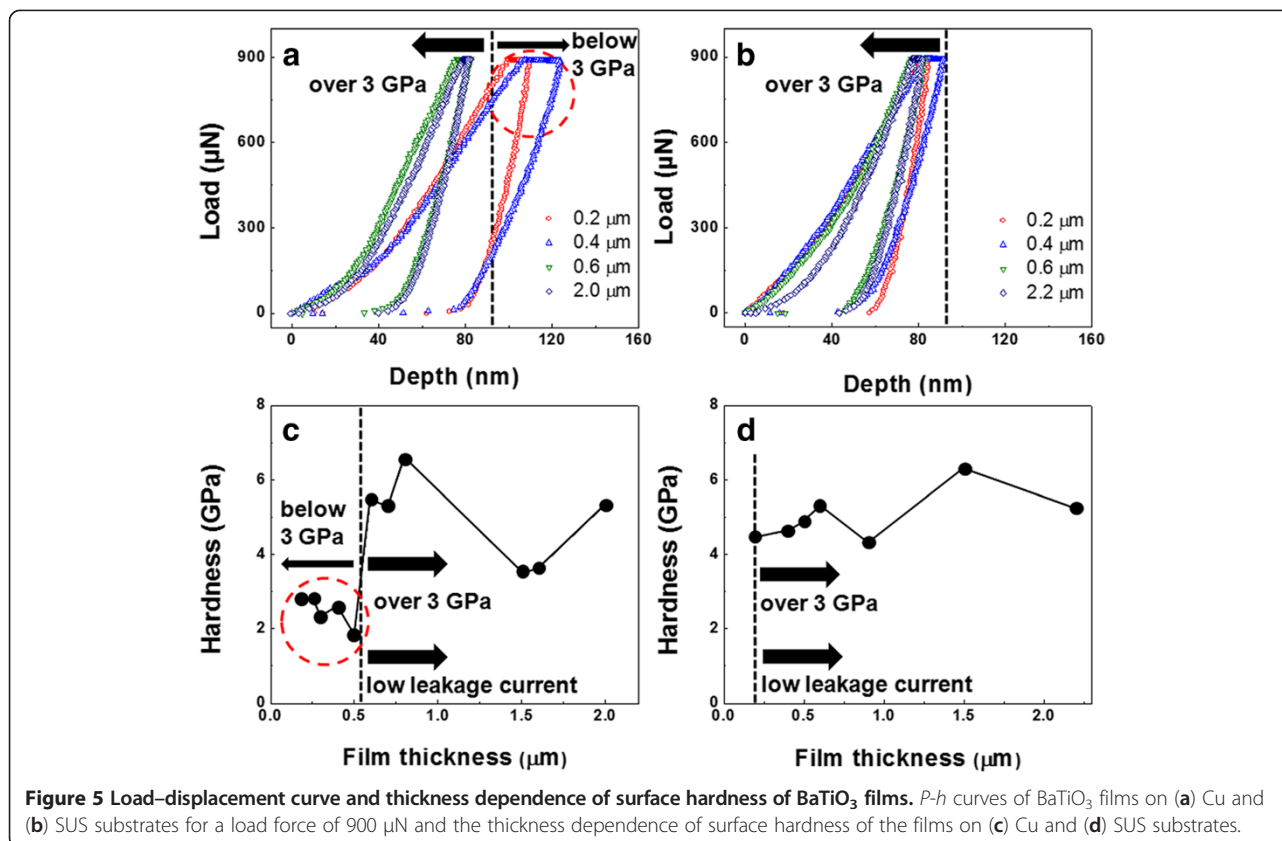 a
over 3 GPa
below
3 GPa
900
600
300
0
Load (μN)
0.2 μm
0.4 μm
0.6 μm
2.0 μm
0 40 80 120 160
Depth (nm)
b
over 3 GPa
900
600
300
0
Load (μN)
0.2 μm
0.4 μm
0.6 μm
2.2 μm
0 40 80 120 160
Depth (nm)
c
8
6
4
2
0
Hardness (GPa)
below
3 GPa
over 3 GPa
low leakage current
0.0 0.5 1.0 1.5 2.0
Film thickness (μm)
d
8
6
4
2
0
Hardness (GPa)
over 3 GPa
low leakage current
0.0 0.5 1.0 1.5 2.0
Film thickness (μm)
Figure 5 Load–displacement curve and thickness dependence of surface hardness of BaTiO₃ films. P-h curves of BaTiO₃ films on (a) Cu and
(b) SUS substrates for a load force of 900 μN and the thickness dependence of surface hardness of the films on (c) Cu and (d) SUS substrates.